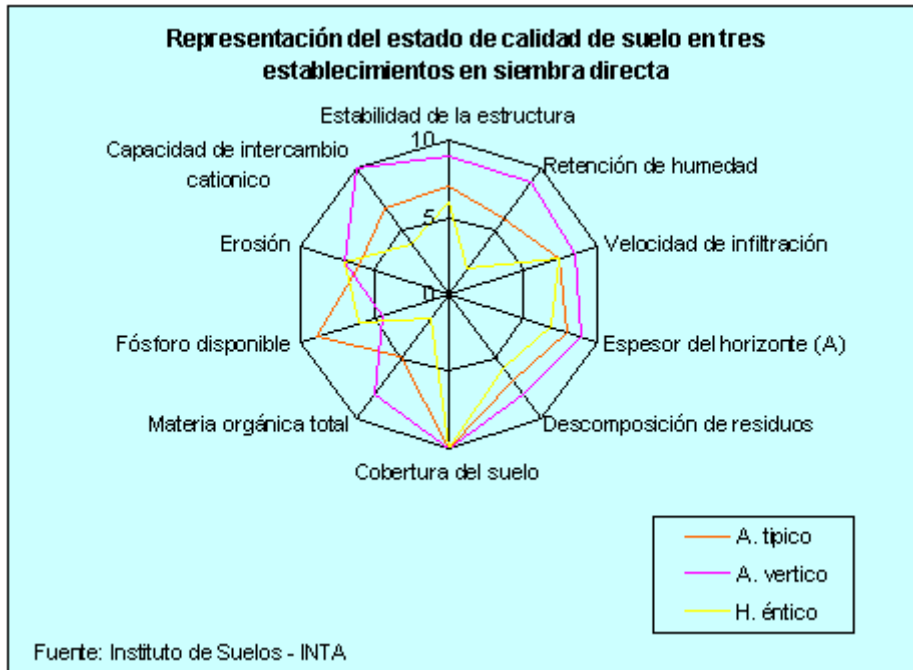 Representación del estado de calidad de suelo en tres
establecimientos en siembra directa
Estabilidad de la estructura
10
Capacidad de intercambio
cationico
Retención de humedad
5
Erosión
Velocidad de infiltración
0
Fósforo disponible
Espesor del horizonte (A)
Materia orgánica total
Descomposición de residuos
Cobertura del suelo
A. tipico
A. vertico
H. éntico
Fuente: Instituto de Suelos - INTA